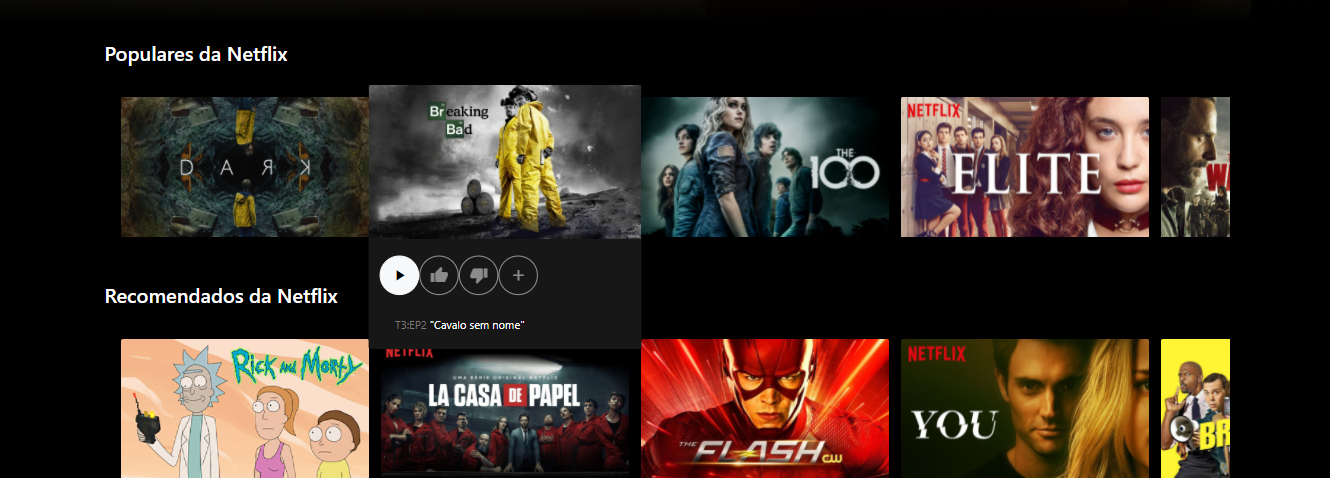 Populares da Netflix
DARK
Breaking
Bad
THE
100
NETFLIX
ELITE
W
Recomendados da Netflix
T3:EP2 "Cavalo sem nome"
RICK AND MORTY
NETFLIX
UMA SÉRIE ORIGINAL NETFLIX
LA CASA DE PAPEL
THE FLASH CW
NETFLIX
YOU
BR